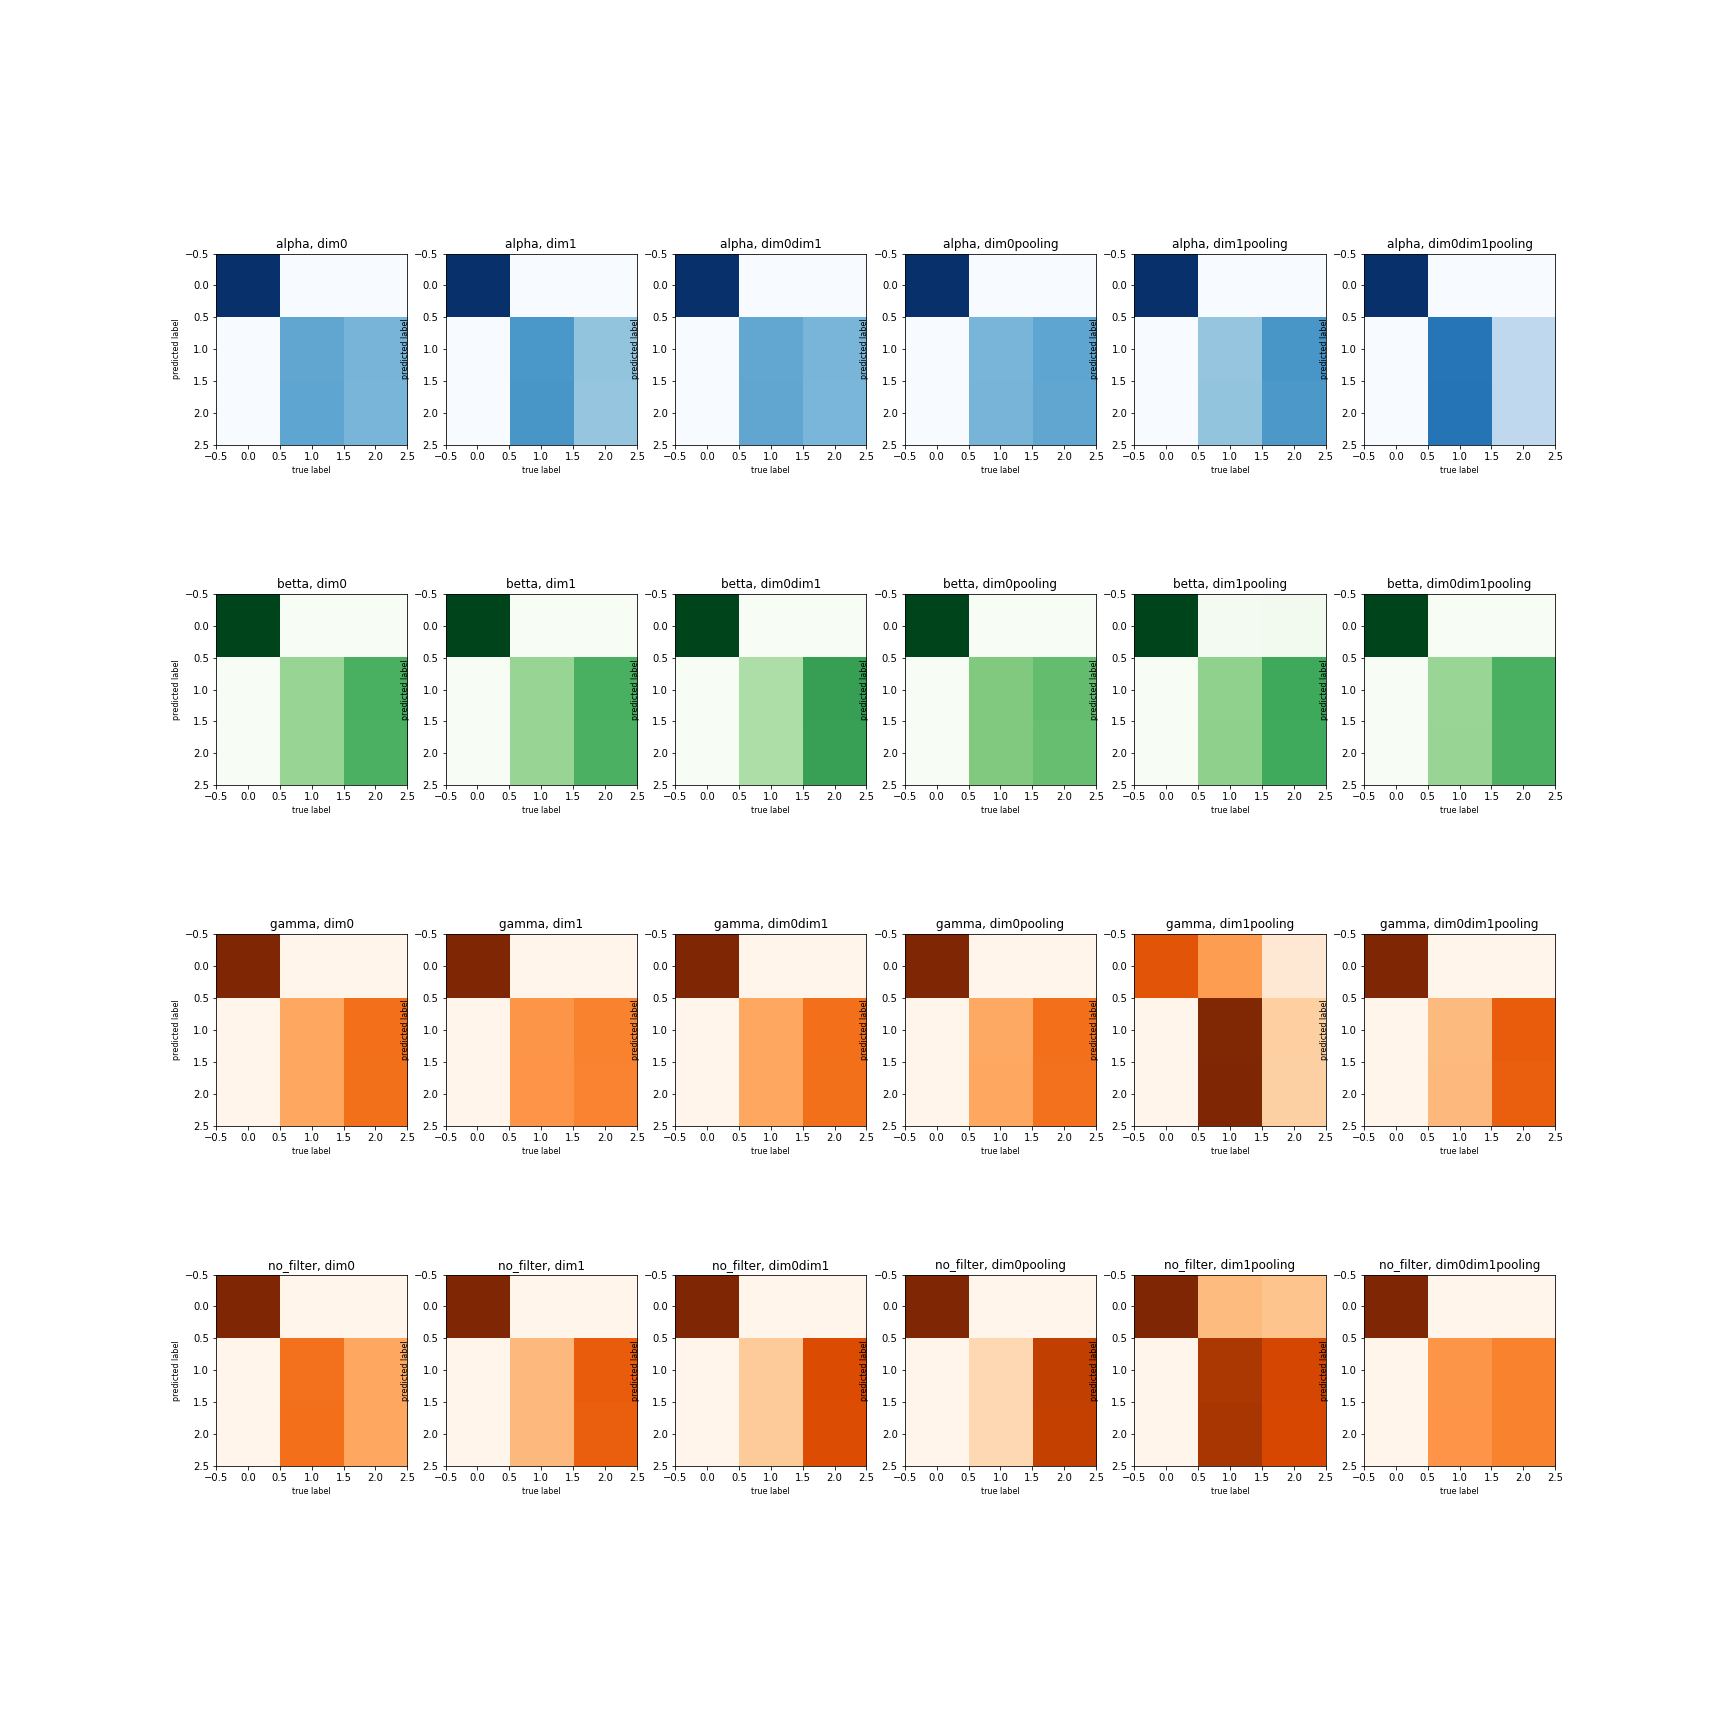 alpha, dim0 alpha, dim1 alpha, dim0dim1 alpha, dim0pooling alpha, dim1pooling alpha, dim0dim1pooling
−0.5 −0.5 −0.5 −0.5 −0.5 −0.5
0.0 0.0 0.0 0.0 0.0 0.0
0.5 0.5 0.5 0.5 0.5 0.5
predicted label predicted label predicted label predicted label predicted label predicted label
1.0 1.0 1.0 1.0 1.0 1.0
1.5 1.5 1.5 1.5 1.5 1.5
2.0 2.0 2.0 2.0 2.0 2.0
2.5 2.5 2.5 2.5 2.5 2.5
−0.5 0.0 0.5 1.0 1.5 2.0 2.5 −0.5 0.0 0.5 1.0 1.5 2.0 2.5 −0.5 0.0 0.5 1.0 1.5 2.0 2.5 −0.5 0.0 0.5 1.0 1.5 2.0 2.5 −0.5 0.0 0.5 1.0 1.5 2.0 2.5 −0.5 0.0 0.5 1.0 1.5 2.0 2.5
true label true label true label true label true label true label
betta, dim0 betta, dim1 betta, dim0dim1 betta, dim0pooling betta, dim1pooling betta, dim0dim1pooling
−0.5 −0.5 −0.5 −0.5 −0.5 −0.5
0.0 0.0 0.0 0.0 0.0 0.0
0.5 0.5 0.5 0.5 0.5 0.5
predicted label predicted label predicted label predicted label predicted label predicted label
1.0 1.0 1.0 1.0 1.0 1.0
1.5 1.5 1.5 1.5 1.5 1.5
2.0 2.0 2.0 2.0 2.0 2.0
2.5 2.5 2.5 2.5 2.5 2.5
−0.5 0.0 0.5 1.0 1.5 2.0 2.5 −0.5 0.0 0.5 1.0 1.5 2.0 2.5 −0.5 0.0 0.5 1.0 1.5 2.0 2.5 −0.5 0.0 0.5 1.0 1.5 2.0 2.5 −0.5 0.0 0.5 1.0 1.5 2.0 2.5 −0.5 0.0 0.5 1.0 1.5 2.0 2.5
true label true label true label true label true label true label
gamma, dim0 gamma, dim1 gamma, dim0dim1 gamma, dim0pooling gamma, dim1pooling gamma, dim0dim1pooling
−0.5 −0.5 −0.5 −0.5 −0.5 −0.5
0.0 0.0 0.0 0.0 0.0 0.0
0.5 0.5 0.5 0.5 0.5 0.5
predicted label predicted label predicted label predicted label predicted label predicted label
1.0 1.0 1.0 1.0 1.0 1.0
1.5 1.5 1.5 1.5 1.5 1.5
2.0 2.0 2.0 2.0 2.0 2.0
2.5 2.5 2.5 2.5 2.5 2.5
−0.5 0.0 0.5 1.0 1.5 2.0 2.5 −0.5 0.0 0.5 1.0 1.5 2.0 2.5 −0.5 0.0 0.5 1.0 1.5 2.0 2.5 −0.5 0.0 0.5 1.0 1.5 2.0 2.5 −0.5 0.0 0.5 1.0 1.5 2.0 2.5 −0.5 0.0 0.5 1.0 1.5 2.0 2.5
true label true label true label true label true label true label
no_filter, dim0 no_filter, dim1 no_filter, dim0dim1 no_filter, dim0pooling no_filter, dim1pooling no_filter, dim0dim1pooling
−0.5 −0.5 −0.5 −0.5 −0.5 −0.5
0.0 0.0 0.0 0.0 0.0 0.0
0.5 0.5 0.5 0.5 0.5 0.5
predicted label predicted label predicted label predicted label predicted label predicted label
1.0 1.0 1.0 1.0 1.0 1.0
1.5 1.5 1.5 1.5 1.5 1.5
2.0 2.0 2.0 2.0 2.0 2.0
2.5 2.5 2.5 2.5 2.5 2.5
−0.5 0.0 0.5 1.0 1.5 2.0 2.5 −0.5 0.0 0.5 1.0 1.5 2.0 2.5 −0.5 0.0 0.5 1.0 1.5 2.0 2.5 −0.5 0.0 0.5 1.0 1.5 2.0 2.5 −0.5 0.0 0.5 1.0 1.5 2.0 2.5 −0.5 0.0 0.5 1.0 1.5 2.0 2.5
true label true label true label true label true label true label